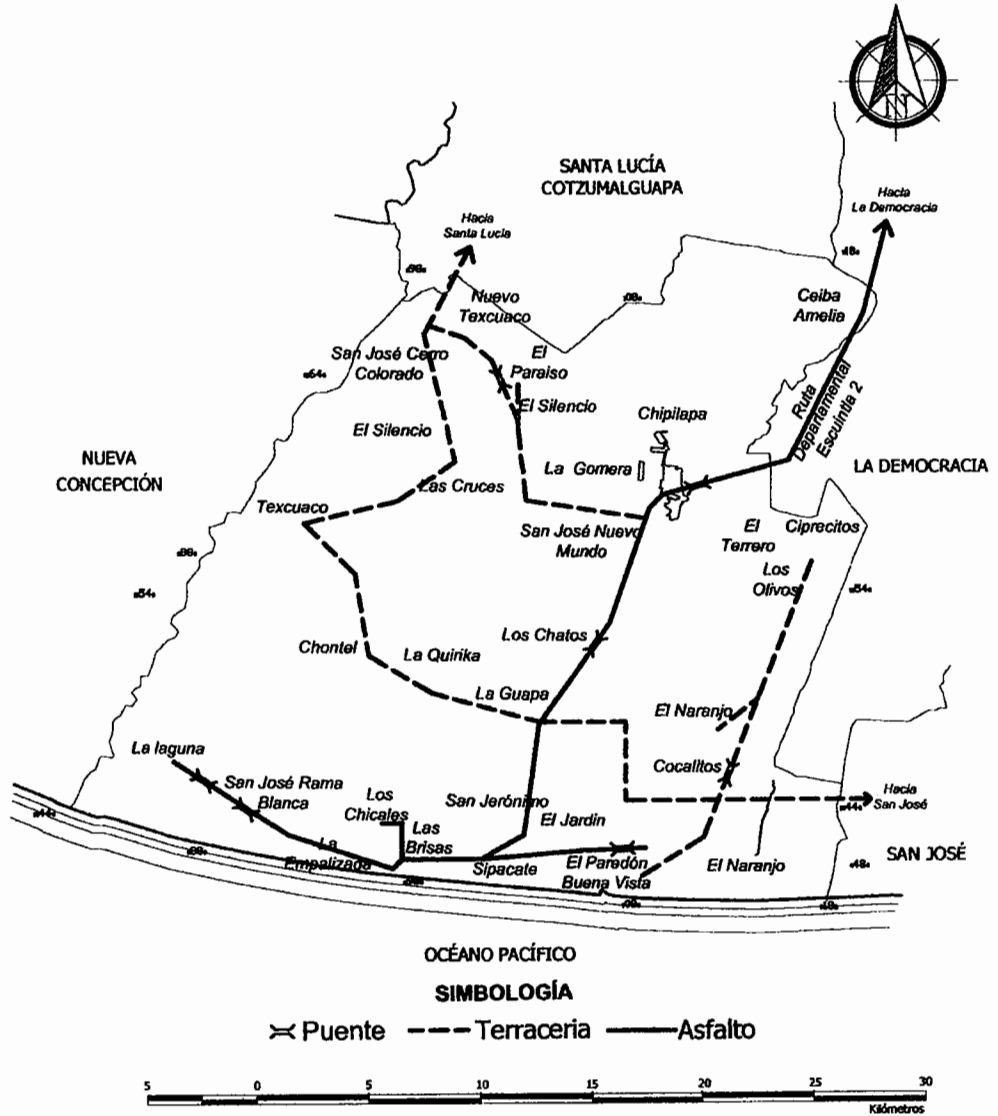 N
SANTA LUCÍA
COTZUMALGUAPA
Hacia
La Democracia
Hacia
Santa Lucía
Nuevo
Texcuaco
Ceiba
Amelia
San José Cerro
Colorado
El
Paraiso
El Silencio
El Silencio
Chipilapa
Ruta
Departamental
Escuintla 2
NUEVA
CONCEPCIÓN
La Gomera
LA DEMOCRACIA
Las Cruces
Texcuaco
San José Nuevo
Mundo
El
Terrero
Ciprecitos
Los
Olivos
Los Chatos
Chontel
La Quirika
La Guapa
El Naranjo
La laguna
Cocalitos
San José Rama
Blanca
Los
Chicales
San Jerónimo
Hacia
San José
Las
Brisas
El Jardin
La
Empalizada
Sipacate
El Paredón
Buena Vista
El Naranjo
SAN JOSÉ
OCÉANO PACÍFICO
SIMBOLOGÍA
Puente Terraceria Asfalto
5 0 5 10 15 20 25 30
Kilómetros